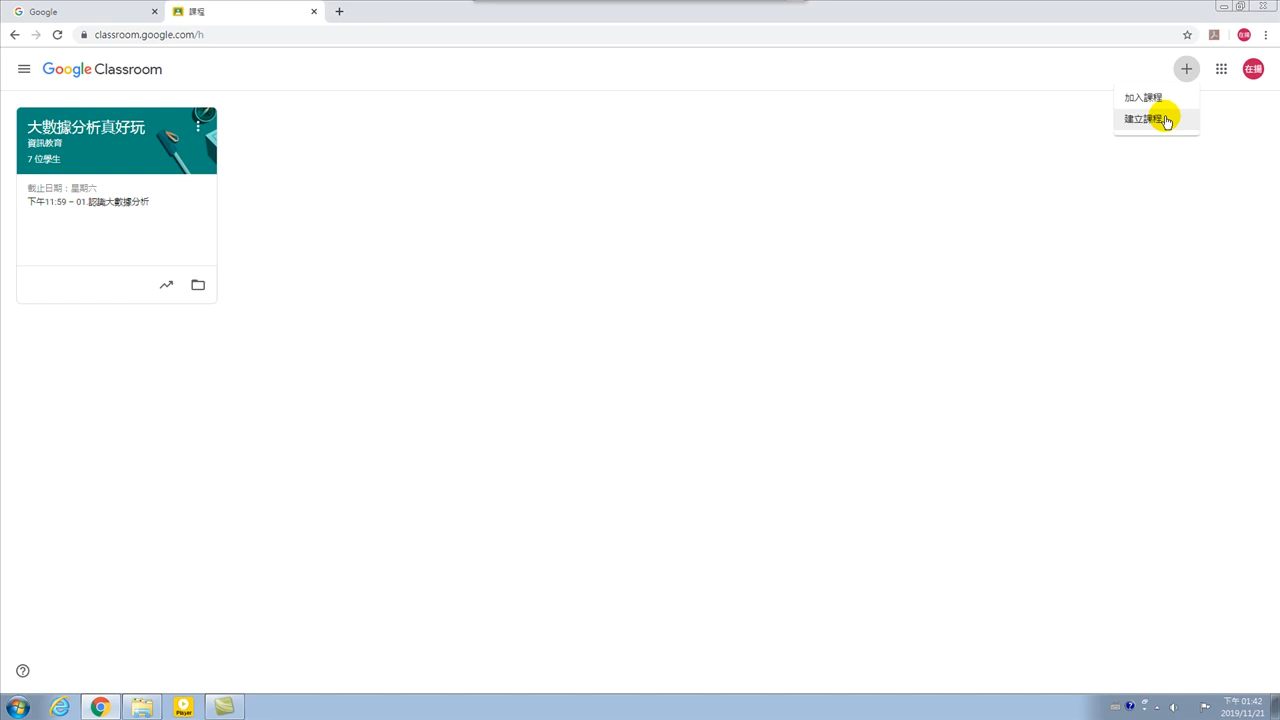 Google
課程
classroom.google.com/h
在揚
Google Classroom
在揚
加入課程
建立課程
大數據分析真好玩
資訊教育
7 位學生
截止日期：星期六
下午11:59 – 01.認識大數據分析
Player
下午 01:42
2019/11/21